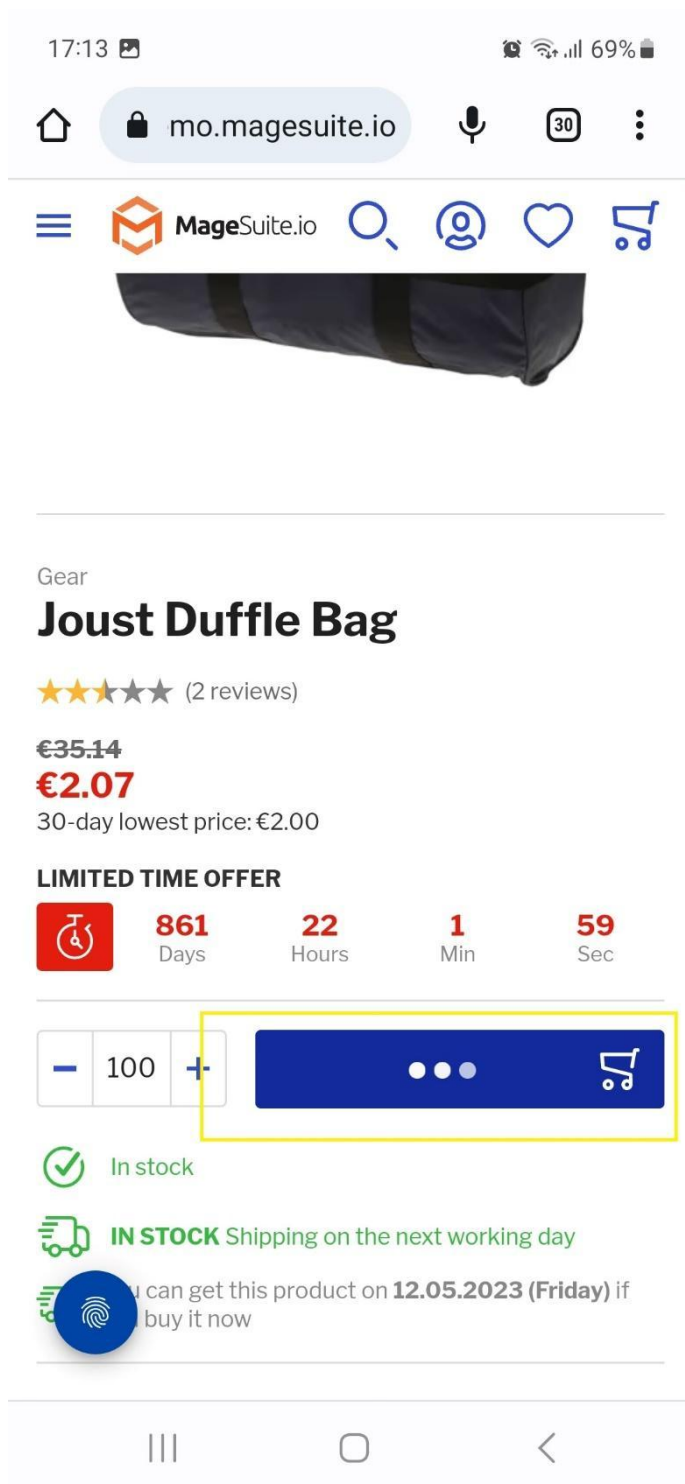 17:13
69%
mo.magesuite.io
30
MageSuite.io
Gear
Joust Duffle Bag
(2 reviews)
€35.14
€2.07
30-day lowest price: €2.00
LIMITED TIME OFFER
861 22 1 59
Days Hours Min Sec
100
In stock
IN STOCK Shipping on the next working day
can get this product on 12.05.2023 (Friday) if
buy it now